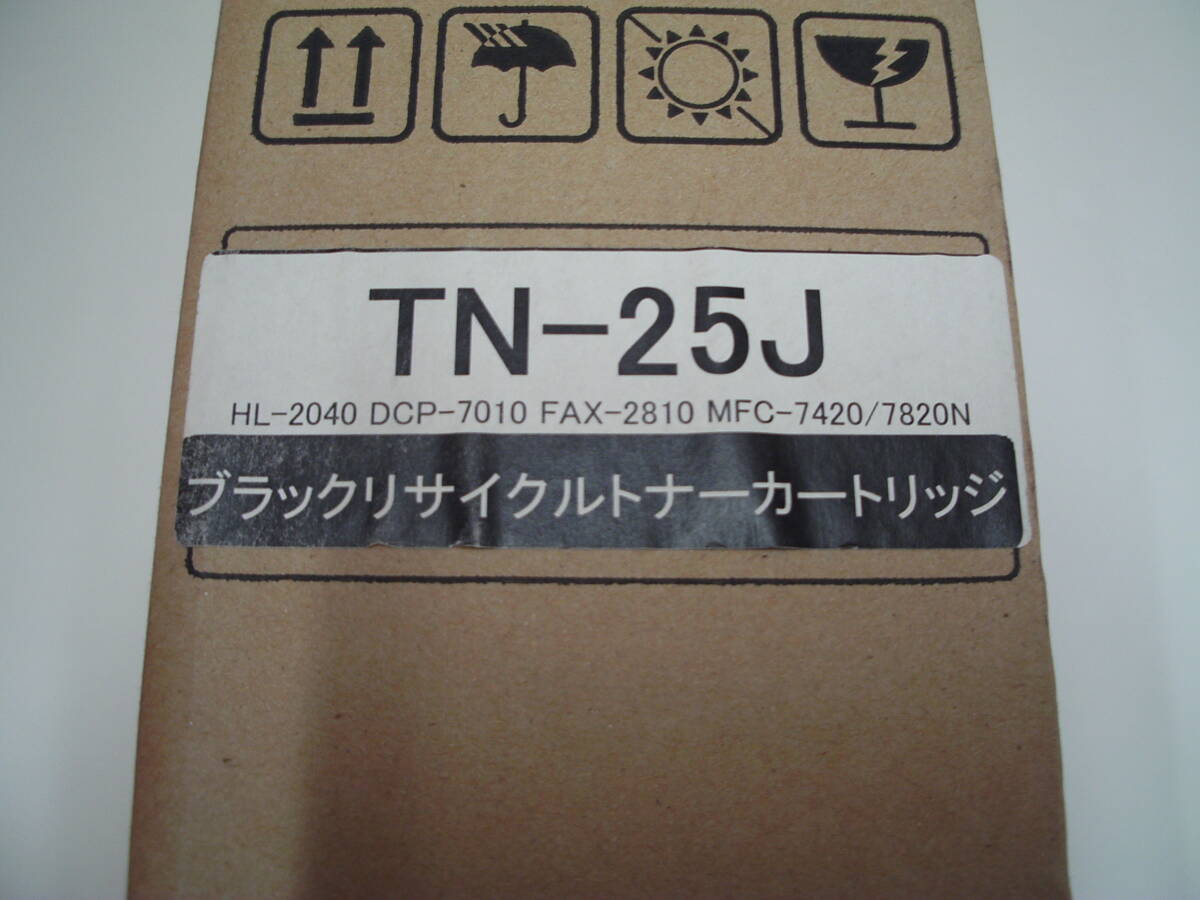 TN-25J
HL-2040 DCP-7010 FAX-2810 MFC-7420/7820N
ブラックリサイクルトナーカートリッジ